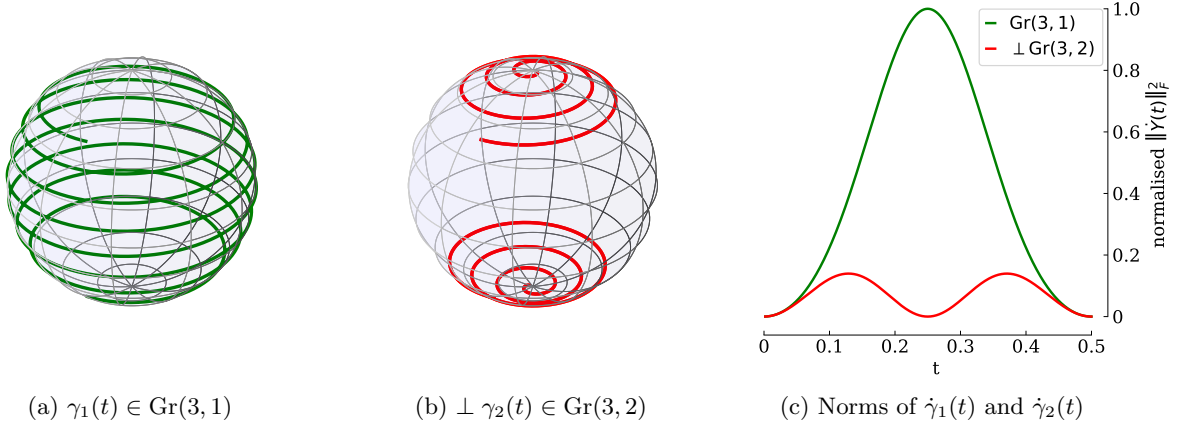 Gr(3, 1)
⊥ Gr(3, 2)
1.0
0.8
0.6
0.4
0.2
0
normalised ‖Ẏ(t)‖²_F
0 0.1 0.2 0.3 0.4 0.5
t
(a) γ₁(t) ∈ Gr(3, 1)
(b) ⊥ γ₂(t) ∈ Gr(3, 2)
(c) Norms of γ̇₁(t) and γ̇₂(t)